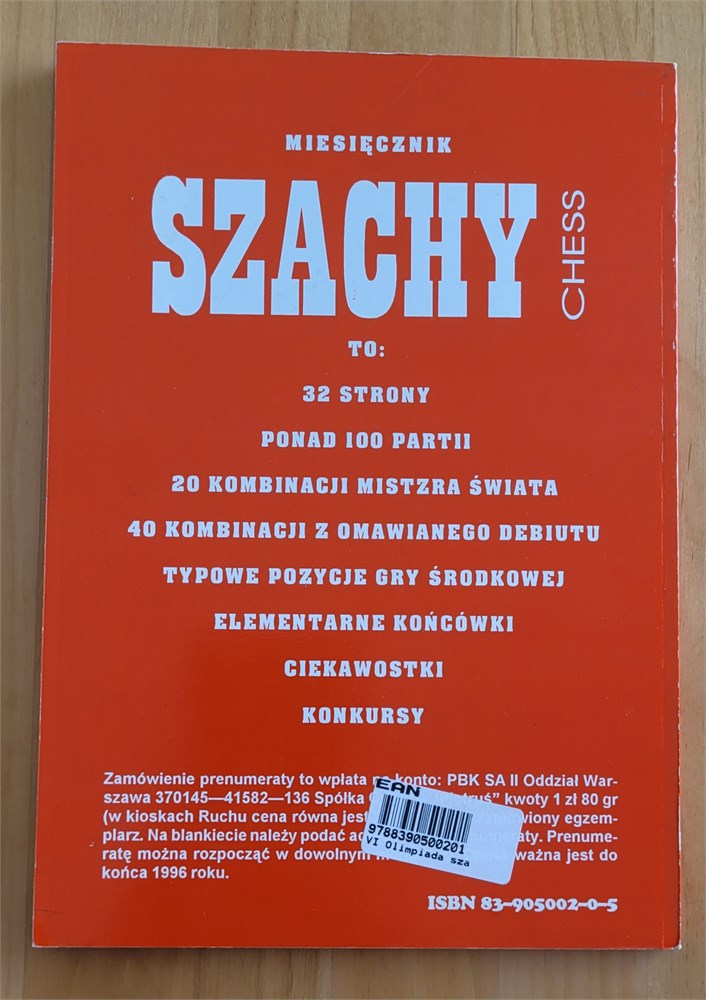 MIESIĘCZNIK
SZACHY
CHESS
TO:
32 STRONY
PONAD 100 PARTII
20 KOMBINACJI MISTZRA ŚWIATA
40 KOMBINACJI Z OMAWIANEGO DEBIUTU
TYPOWE POZYCJE GRY ŚRODKOWEJ
ELEMENTARNE KOŃCÓWKI
CIEKAWOSTKI
KONKURSY
Zamówienie prenumeraty to wpłata na konto: PBK SA II Oddział War-
szawa 370145—41582—136 Spółka kwoty 1 zł 80 gr
(w kioskach Ruchu cena równa jest egzem-
plarz. Na blankiecie należy podać Prenume-
ratę można rozpocząć w dowolnym ważna jest do
końca 1996 roku.
EAN
9788390500201
VI Olimpiada sza
ISBN 83-905002-0-5